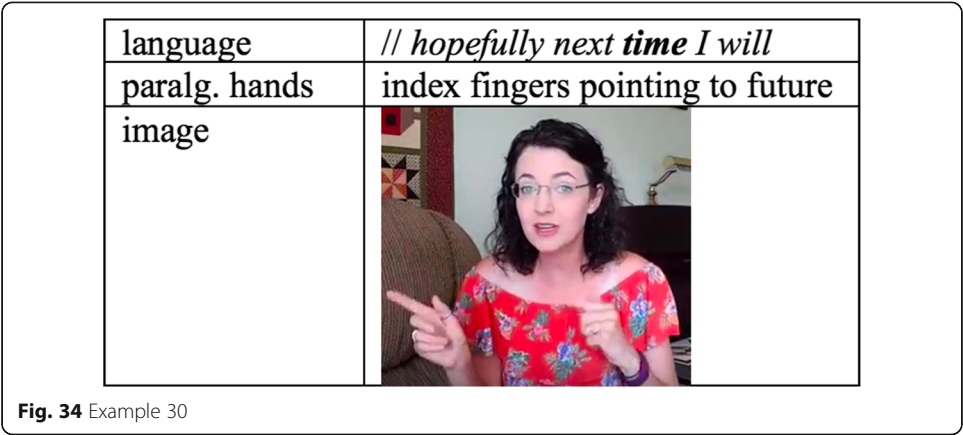 language // hopefully next time I will
paralg. hands index fingers pointing to future
image
Fig. 34 Example 30